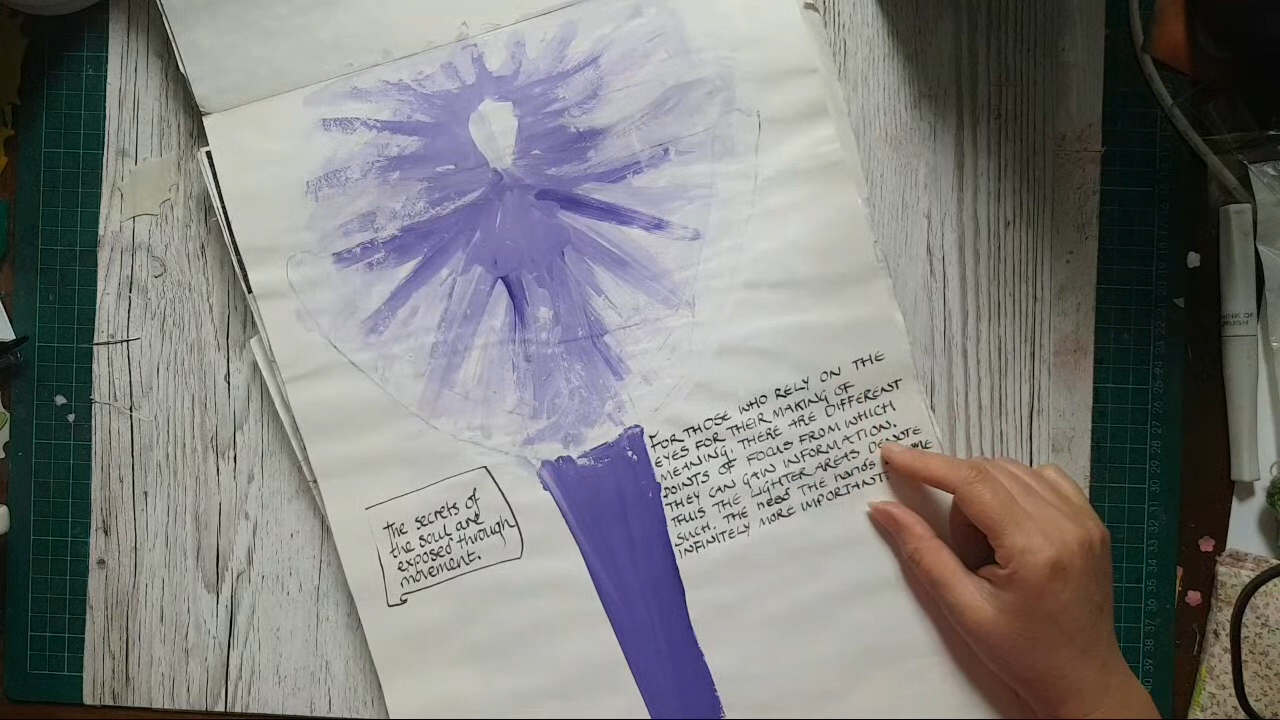 The secrets of
the soul are
exposed through
movement.
FOR THOSE WHO RELY ON THE
EYES FOR THEIR MAKING OF
MEANING, THERE ARE DIFFERENT
POINTS OF FOCUS FROM WHICH
THEY CAN GAIN INFORMATION.
THUS THE LIGHTER AREAS DENOTE
SUCH. THE need THE hands
INFINITELY MORE IMPORTANT.